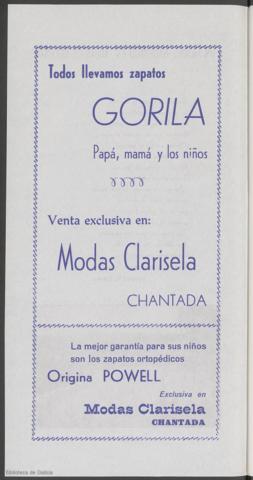 Todos llevamos zapatos
GORILA
Papá, mamá y los niños
Venta exclusiva en:
Modas Clarisela
CHANTADA
La mejor garantía para sus niños
son los zapatos ortopédicos
Origina POWELL
Exclusiva en
Modas Clarisela
CHANTADA
Biblioteca de Galicia